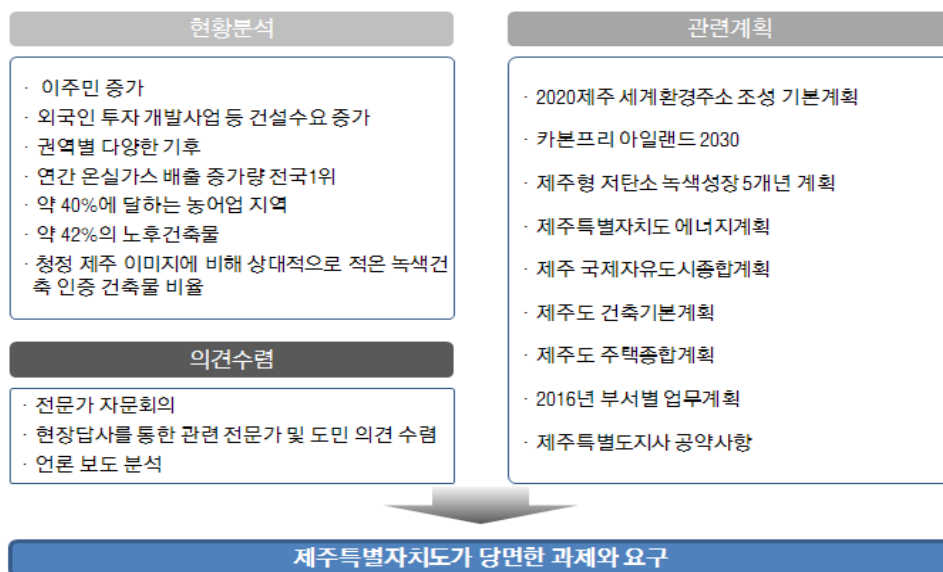 현황분석
· 이주민 증가
· 외국인 투자 개발사업 등 건설수요 증가
· 권역별 다양한 기후
· 연간 온실가스 배출 증가량 전국1위
· 약 40%에 달하는 농어업 지역
· 약 42%의 노후건축물
· 청정 제주 이미지에 비해 상대적으로 적은 녹색건
축 인증 건축물 비율
의견수렴
· 전문가 자문회의
· 현장답사를 통한 관련 전문가 및 도민 의견 수렴
· 언론 보도 분석
관련계획
· 2020제주 세계환경주소 조성 기본계획
· 카본프리 아일랜드 2030
· 제주형 저탄소 녹색성장 5개년 계획
· 제주특별자치도 에너지계획
· 제주 국제자유도시종합계획
· 제주도 건축기본계획
· 제주도 주택종합계획
· 2016년 부서별 업무계획
· 제주특별도지사 공약사항
제주특별자치도가 당면한 과제와 요구